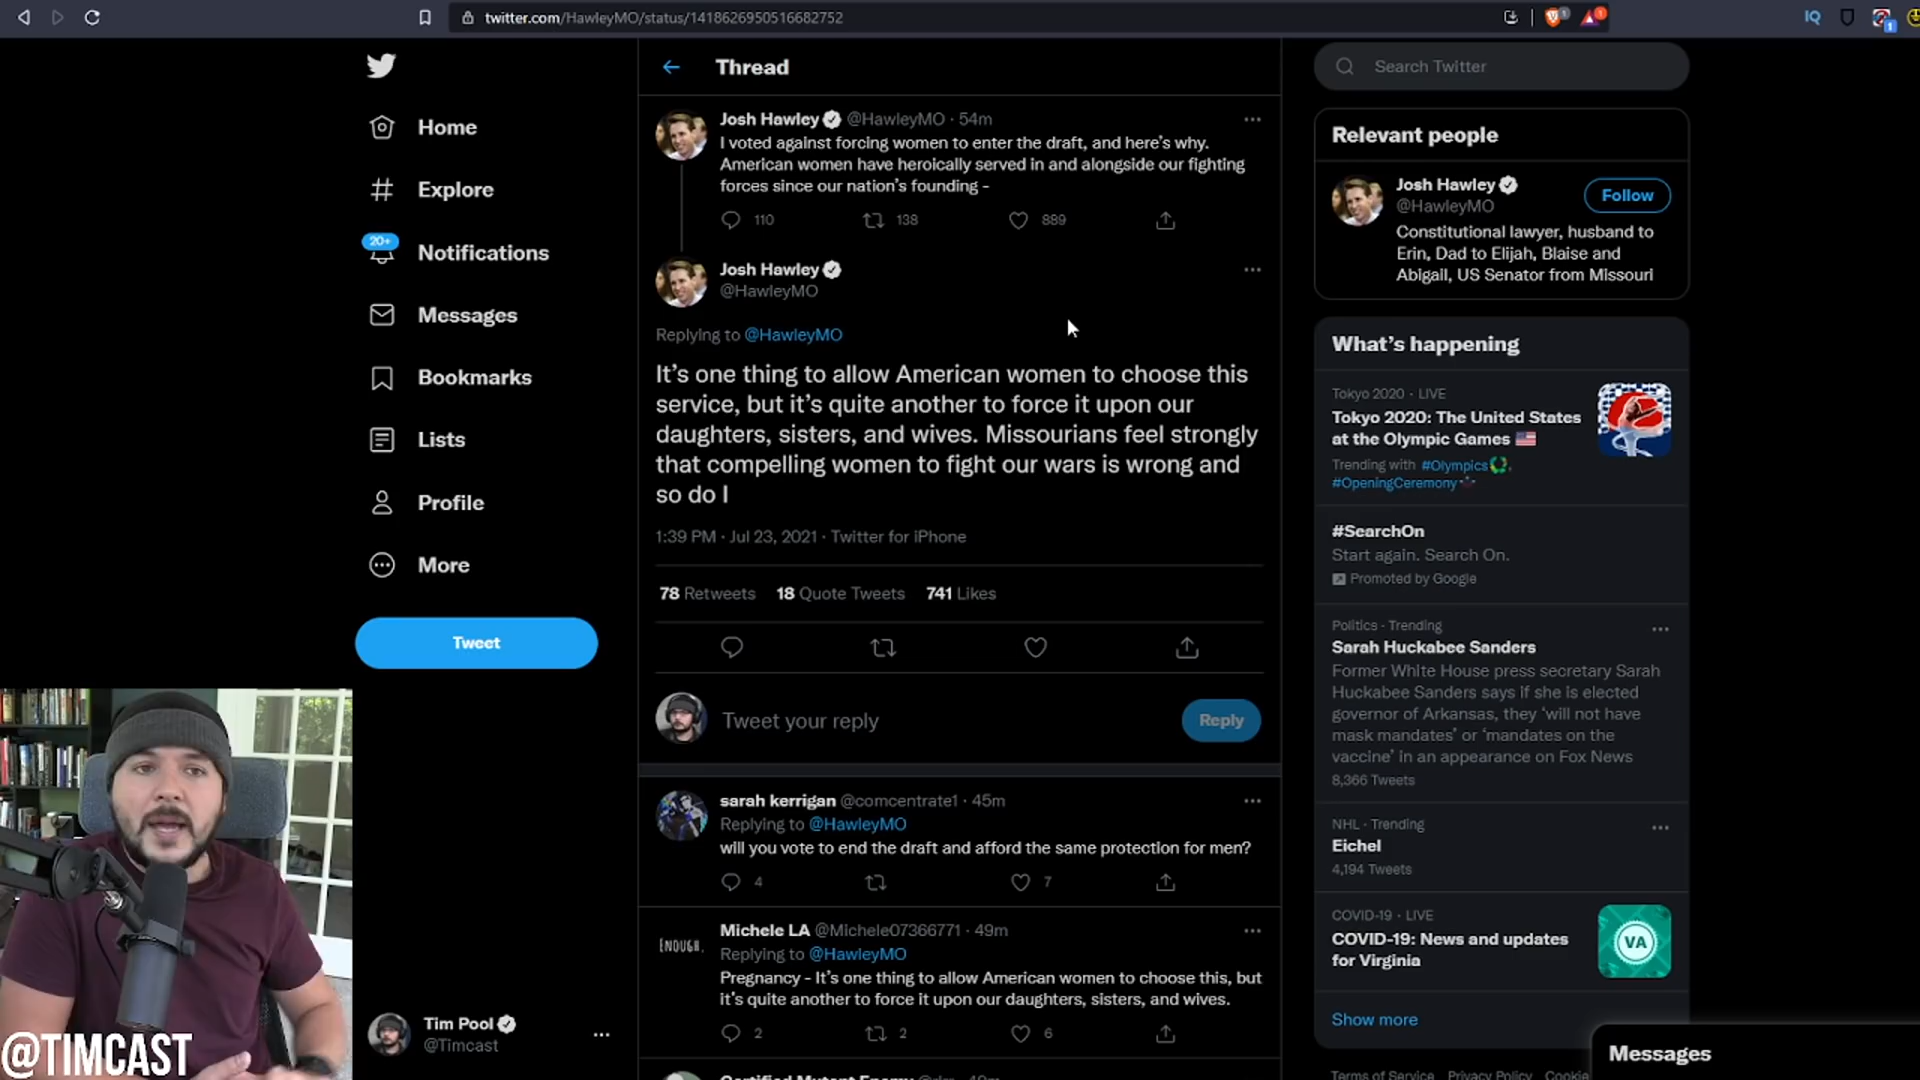 twitter.com/HawleyMO/status/1418626950516682752
IQ
Home
Explore
20+
Notifications
Messages
Bookmarks
Lists
Profile
More
Tweet
Tim Pool
@Timcast
@TIMCAST
Thread
Josh Hawley @HawleyMO · 54m
I voted against forcing women to enter the draft, and here's why.
American women have heroically served in and alongside our fighting
forces since our nation's founding -
110 138 889
Josh Hawley
@HawleyMO
Replying to @HawleyMO
It's one thing to allow American women to choose this
service, but it's quite another to force it upon our
daughters, sisters, and wives. Missourians feel strongly
that compelling women to fight our wars is wrong and
so do I
1:39 PM · Jul 23, 2021 · Twitter for iPhone
78 Retweets 18 Quote Tweets 741 Likes
Tweet your reply
Reply
sarah kerrigan @comcentrate1 · 45m
Replying to @HawleyMO
will you vote to end the draft and afford the same protection for men?
4 7
Michele LA @Michele07366771 · 49m
ENOUGH.
Replying to @HawleyMO
Pregnancy - It's one thing to allow American women to choose this, but
it's quite another to force it upon our daughters, sisters, and wives.
2 2 6
Search Twitter
Relevant people
Josh Hawley
@HawleyMO
Follow
Constitutional lawyer, husband to
Erin, Dad to Elijah, Blaise and
Abigail, US Senator from Missouri
What's happening
Tokyo 2020 · LIVE
Tokyo 2020: The United States
at the Olympic Games
Trending with #Olympics,
#OpeningCeremony
#SearchOn
Start again. Search On.
Promoted by Google
Politics · Trending
Sarah Huckabee Sanders
Former White House press secretary Sarah
Huckabee Sanders says if she is elected
governor of Arkansas, they 'will not have
mask mandates' or 'mandates on the
vaccine' in an appearance on Fox News
8,366 Tweets
NHL · Trending
Eichel
4,194 Tweets
COVID-19 · LIVE
COVID-19: News and updates
for Virginia
VA
Show more
Terms of Service Privacy Policy Cookie
Messages